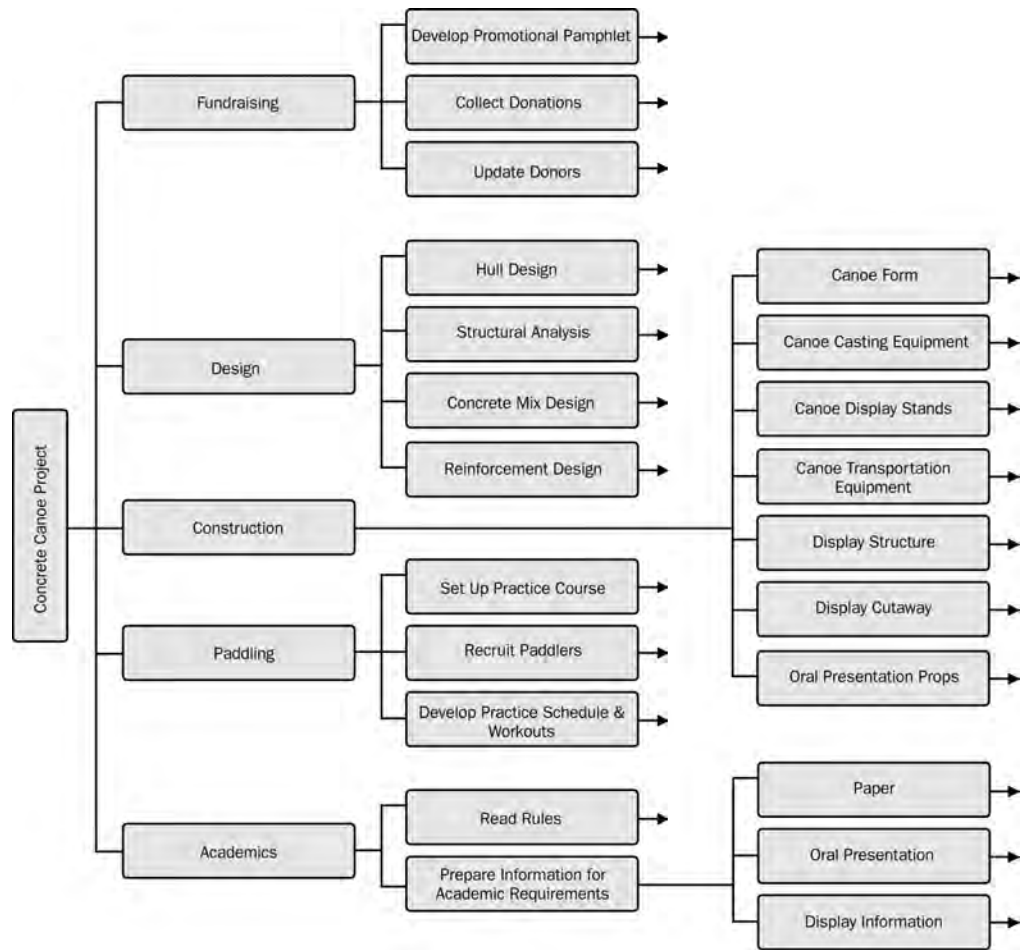 Concrete Canoe Project
Fundraising
Develop Promotional Pamphlet
Collect Donations
Update Donors
Design
Hull Design
Structural Analysis
Concrete Mix Design
Reinforcement Design
Construction
Canoe Form
Canoe Casting Equipment
Canoe Display Stands
Canoe Transportation
Equipment
Display Structure
Display Cutaway
Oral Presentation Props
Paddling
Set Up Practice Course
Recruit Paddlers
Develop Practice Schedule &
Workouts
Academics
Read Rules
Prepare Information for
Academic Requirements
Paper
Oral Presentation
Display Information